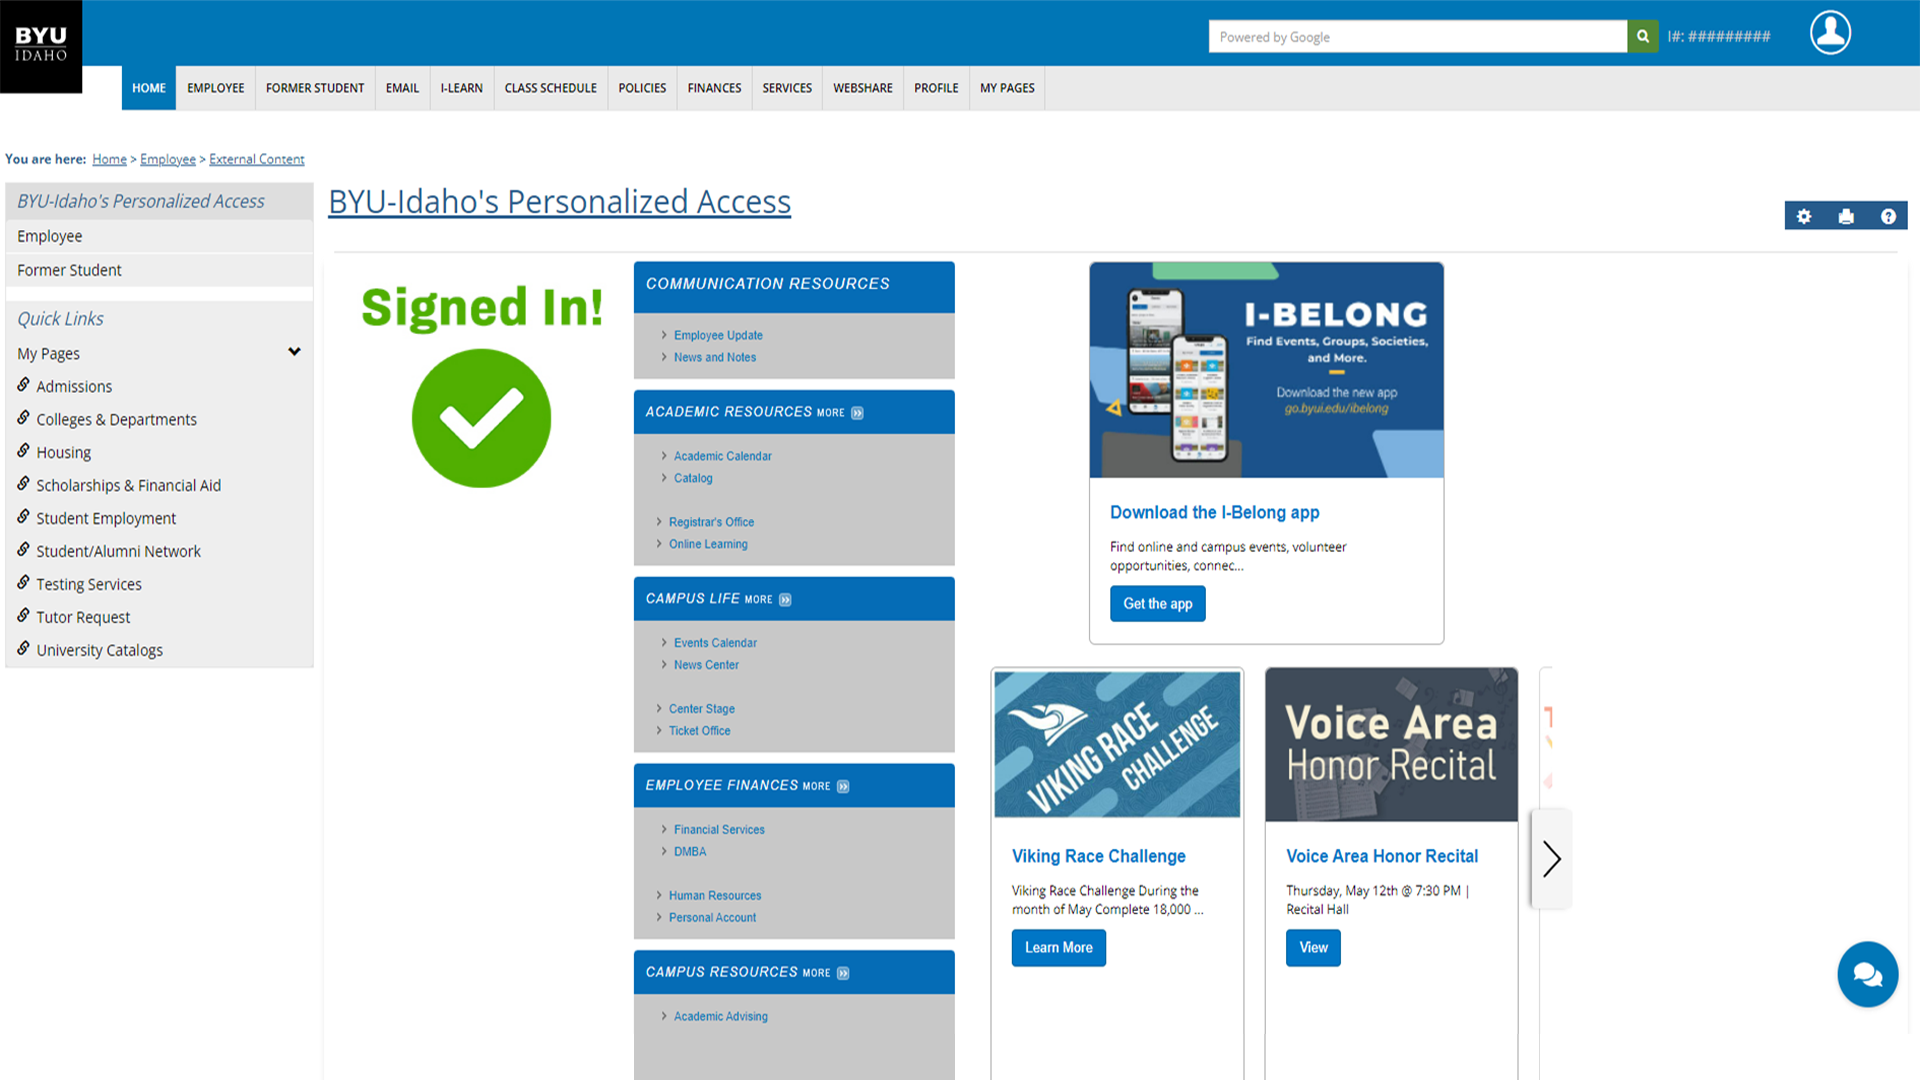 BYU
IDAHO
Powered by Google
I#: #########
HOME
EMPLOYEE
FORMER STUDENT
EMAIL
I-LEARN
CLASS SCHEDULE
POLICIES
FINANCES
SERVICES
WEBSHARE
PROFILE
MY PAGES
You are here: Home > Employee > External Content
BYU-Idaho's Personalized Access
Employee
Former Student
Quick Links
My Pages
Admissions
Colleges & Departments
Housing
Scholarships & Financial Aid
Student Employment
Student/Alumni Network
Testing Services
Tutor Request
University Catalogs
BYU-Idaho's Personalized Access
Signed In!
COMMUNICATION RESOURCES
Employee Update
News and Notes
ACADEMIC RESOURCES MORE
Academic Calendar
Catalog
Registrar's Office
Online Learning
CAMPUS LIFE MORE
Events Calendar
News Center
Center Stage
Ticket Office
EMPLOYEE FINANCES MORE
Financial Services
DMBA
Human Resources
Personal Account
CAMPUS RESOURCES MORE
Academic Advising
I-BELONG
Find Events, Groups, Societies,
and More.
Download the new app
go.byui.edu/ibelong
Download the I-Belong app
Find online and campus events, volunteer
opportunities, connec...
Get the app
VIKING RACE
CHALLENGE
Viking Race Challenge
Viking Race Challenge During the
month of May Complete 18,000 ...
Learn More
Voice Area
Honor Recital
Voice Area Honor Recital
Thursday, May 12th @ 7:30 PM |
Recital Hall
View